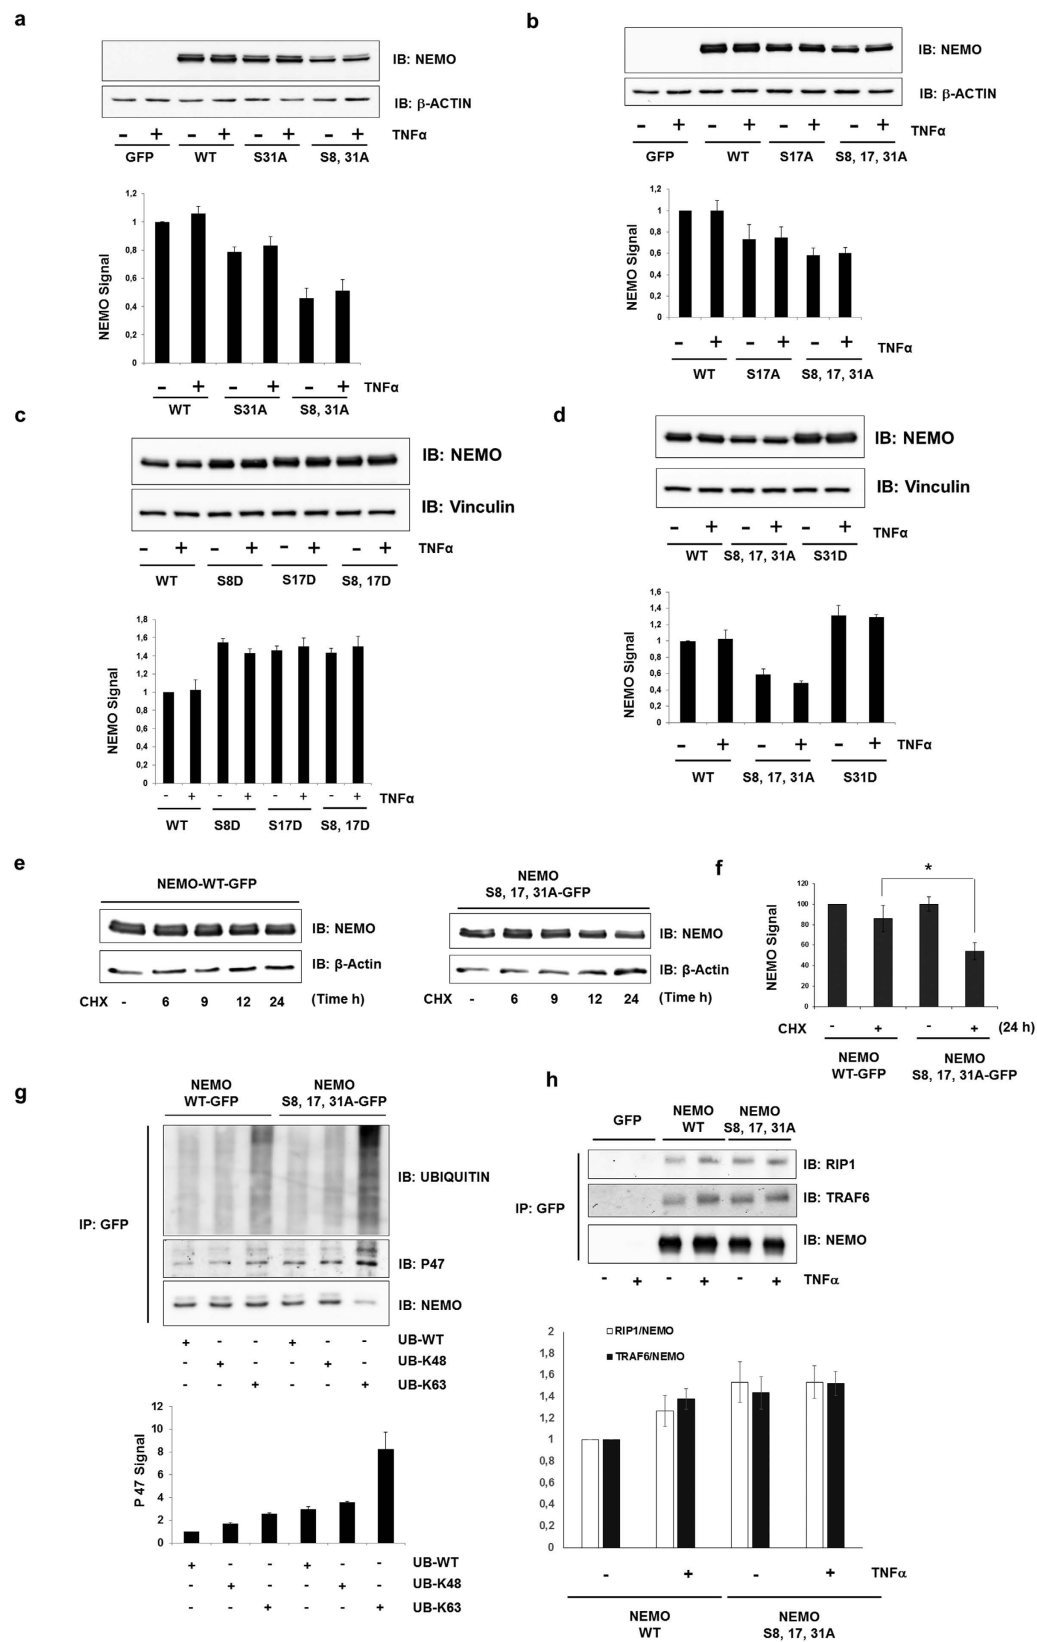 a
IB: NEMO
IB: β-ACTIN
- + - + - + - + TNFα
GFP WT S31A S8, 31A
1,2
1
0,8
0,6
0,4
0,2
0
NEMO Signal
- + - + - + TNFα
WT S31A S8, 31A
b
IB: NEMO
IB: β-ACTIN
- + - + - + - + TNFα
GFP WT S17A S8, 17, 31A
1,2
1
0,8
0,6
0,4
0,2
0
NEMO Signal
- + - + - + TNFα
WT S17A S8, 17, 31A
c
IB: NEMO
IB: Vinculin
- + - + - + - + TNFα
WT S8D S17D S8, 17D
1,8
1,6
1,4
1,2
1
0,8
0,6
0,4
0,2
0
NEMO Signal
- + - + - + - + TNFα
WT S8D S17D S8, 17D
d
IB: NEMO
IB: Vinculin
- + - + - + TNFα
WT S8, 17, 31A S31D
1,6
1,4
1,2
1
0,8
0,6
0,4
0,2
0
NEMO Signal
- + - + - + TNFα
WT S8, 17, 31A S31D
e
NEMO-WT-GFP
IB: NEMO
IB: β-Actin
CHX - 6 9 12 24 (Time h)
NEMO
S8, 17, 31A-GFP
IB: NEMO
IB: β-Actin
CHX - 6 9 12 24 (Time h)
f
*
120
100
80
60
40
20
0
NEMO Signal
CHX - + - + (24 h)
NEMO NEMO
WT-GFP S8, 17, 31A-GFP
g
NEMO NEMO
WT-GFP S8, 17, 31A-GFP
IB: UBIQUITIN
IP: GFP
IB: P47
IB: NEMO
+ - - + - - UB-WT
- + - - + - UB-K48
- - + - - + UB-K63
12
10
8
6
4
2
0
P 47 Signal
+ - - + - - UB-WT
- + - - + - UB-K48
- - + - - + UB-K63
h
GFP NEMO NEMO
WT S8, 17, 31A
IB: RIP1
IP: GFP
IB: TRAF6
IB: NEMO
- + - + - + TNFα
RIP1/NEMO
TRAF6/NEMO
2
1,8
1,6
1,4
1,2
1
0,8
0,6
0,4
0,2
0
- + - + TNFα
NEMO NEMO
WT S8, 17, 31A